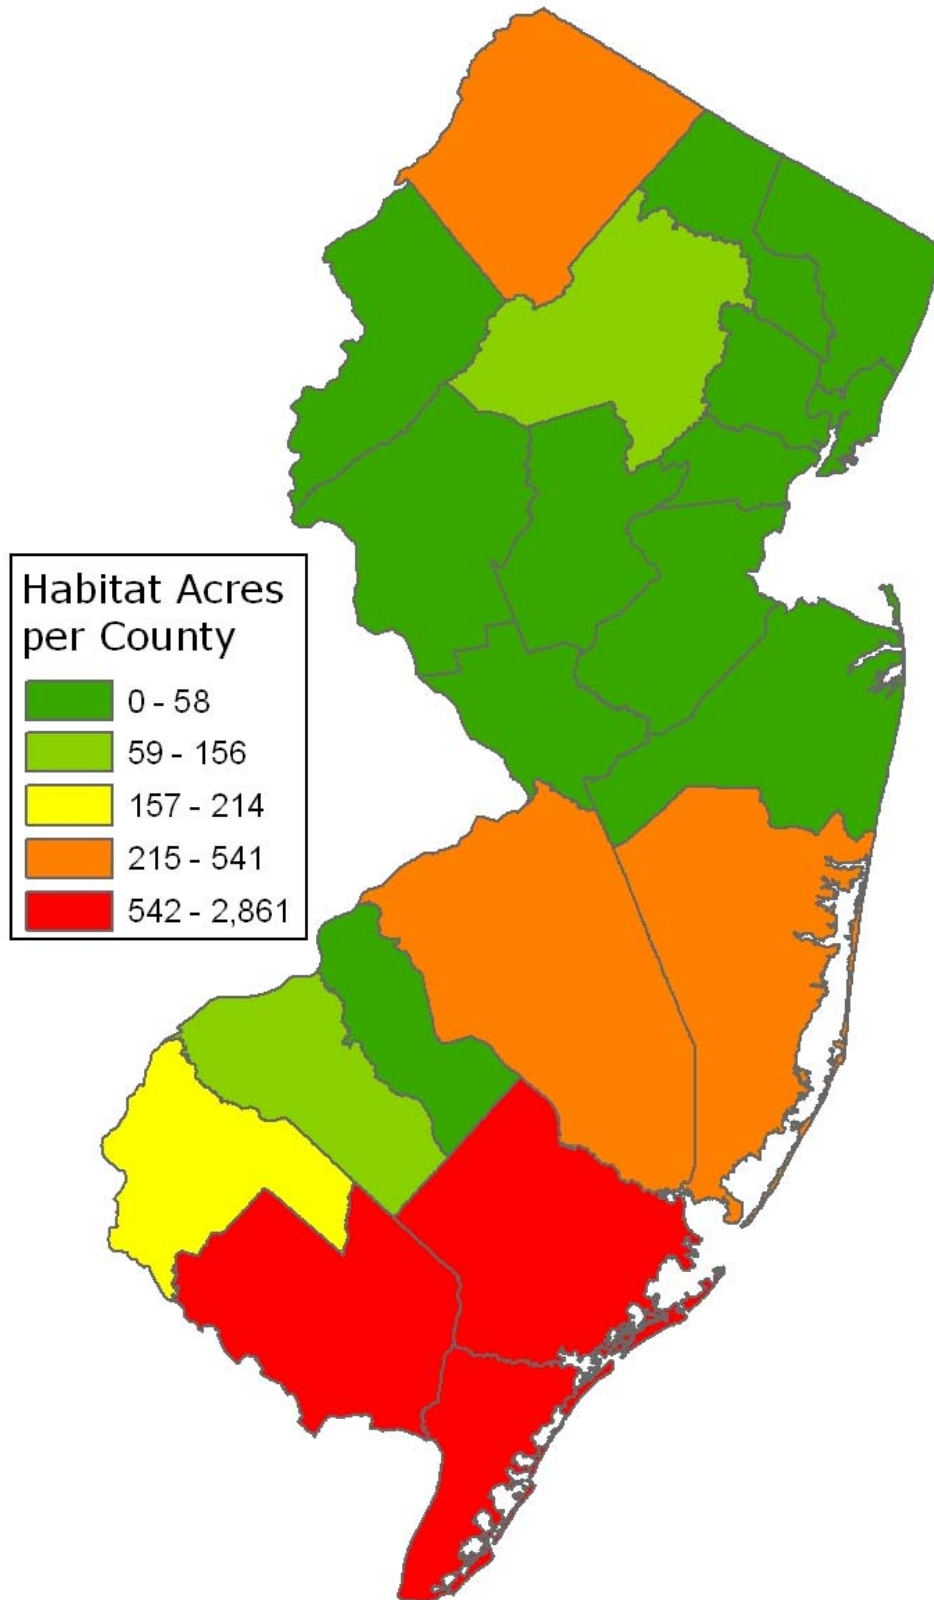 Habitat Acres
per County
0 - 58
59 - 156
157 - 214
215 - 541
542 - 2,861